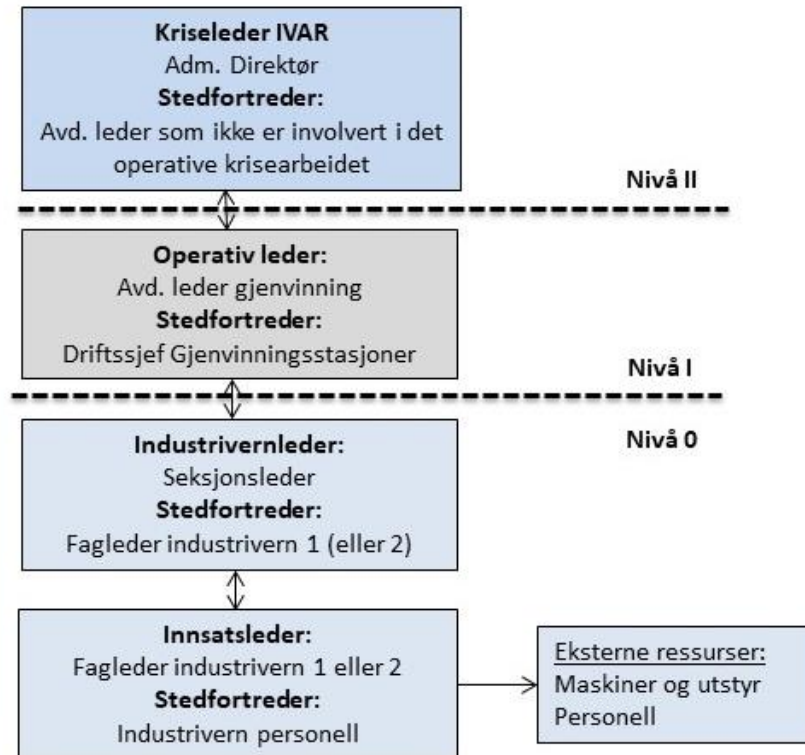 Kriseleder IVAR
Adm. Direktør
Stedfortreder:
Avd. leder som ikke er involvert i det
operative krisearbeidet
Nivå II
Operativ leder:
Avd. leder gjenvinning
Stedfortreder:
Driftssjef Gjenvinningsstasjoner
Nivå I
Nivå 0
Industrivernleder:
Seksjonsleder
Stedfortreder:
Fagleder industrivern 1 (eller 2)
Innsatsleder:
Fagleder industrivern 1 eller 2
Stedfortreder:
Industrivern personell
Eksterne ressurser:
Maskiner og utstyr
Personell